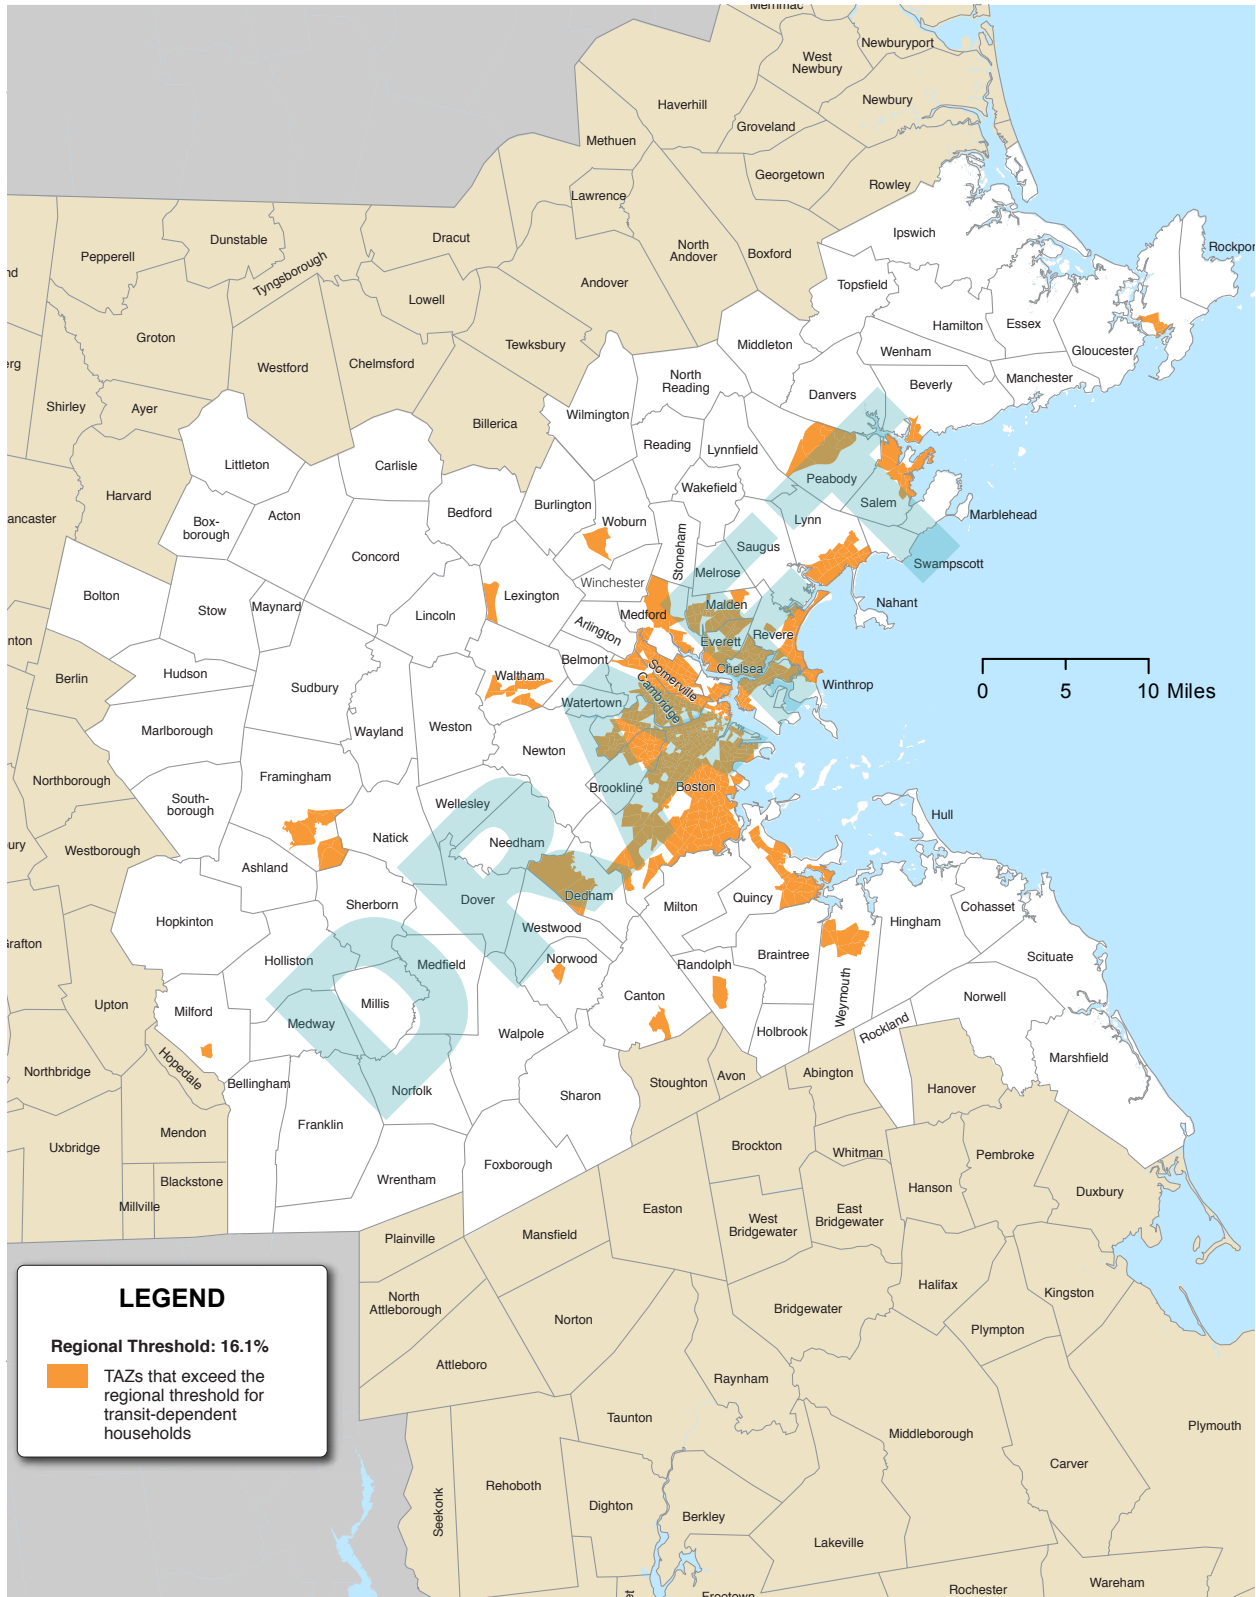 Merrimac
Newburyport
West
Newbury
Newbury
Haverhill
Groveland
Methuen
Georgetown
Rowley
Lawrence
Ipswich
Dunstable
Dracut
North
Andover
Boxford
Rockpor
Pepperell
Tyngsborough
nd
Andover
Topsfield
Lowell
Hamilton
Essex
Groton
Tewksbury
Middleton
Wenham
Gloucester
erg
Westford
Chelmsford
North
Reading
Beverly
Manchester
Danvers
Shirley
Ayer
Wilmington
Billerica
Reading
Lynnfield
Littleton
Carlisle
Peabody
Wakefield
Harvard
Burlington
Salem
Bedford
Marblehead
ancaster
Box-
borough
Acton
Woburn
Lynn
Stoneham
Saugus
Concord
Swampscott
Melrose
Winchester
Bolton
Lexington
Nahant
Stow
Maynard
Lincoln
Medford
Malden
Arlington
Revere
nton
Everett
Belmont
Chelsea
Berlin
Hudson
Waltham
Somerville
Winthrop
Sudbury
Cambridge
Watertown
0 5 10 Miles
Marlborough
Wayland
Weston
Newton
Northborough
Framingham
Boston
Brookline
South-
borough
Wellesley
Hull
Natick
Needham
ury
Westborough
Ashland
Dedham
Sherborn
Dover
Quincy
Milton
Cohasset
Hopkinton
Westwood
Hingham
Grafton
Braintree
Scituate
Holliston
Norwood
Medfield
Randolph
Canton
Norwell
Upton
Millis
Weymouth
Milford
Medway
Walpole
Holbrook
Rockland
Marshfield
Hopedale
Northbridge
Bellingham
Stoughton
Avon
Abington
Norfolk
Hanover
Sharon
Franklin
Mendon
Uxbridge
Brockton
Whitman
Pembroke
Foxborough
Wrentham
Blackstone
Hanson
Duxbury
Millville
Easton
West
Bridgewater
East
Bridgewater
Plainville
Mansfield
Halifax
Kingston
North
Attleborough
Norton
Bridgewater
Plympton
Attleboro
Raynham
Taunton
Middleborough
Plymouth
Carver
Rehoboth
Seekonk
Dighton
Berkley
Lakeville
Wareham
Rochester
Freetown
et
DRAFT
LEGEND
Regional Threshold: 16.1%
TAZs that exceed the
regional threshold for
transit-dependent
households